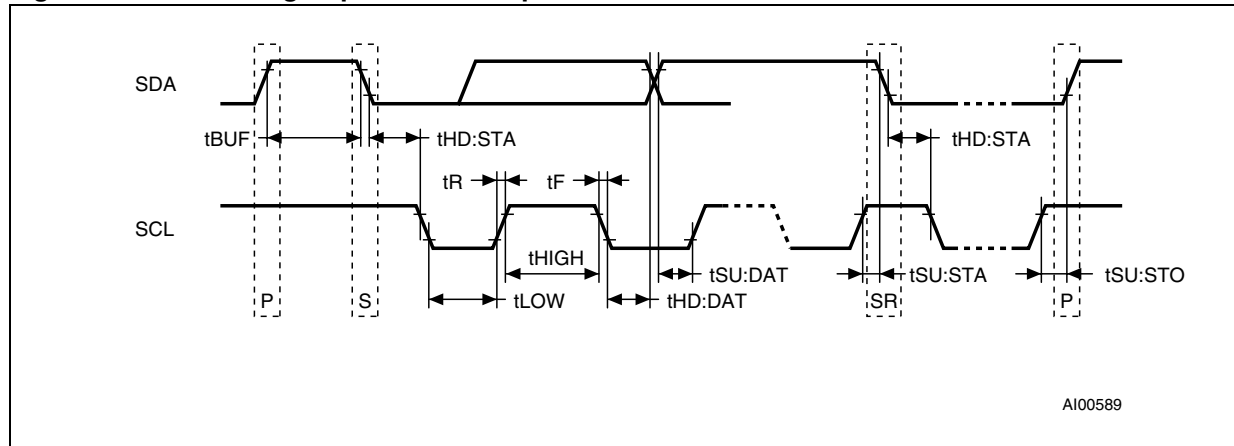 SDA
tBUF
tHD:STA
tHD:STA
tR
tF
SCL
tHIGH
tSU:DAT
tSU:STA
tSU:STO
P
S
tLOW
tHD:DAT
SR
P
AI00589